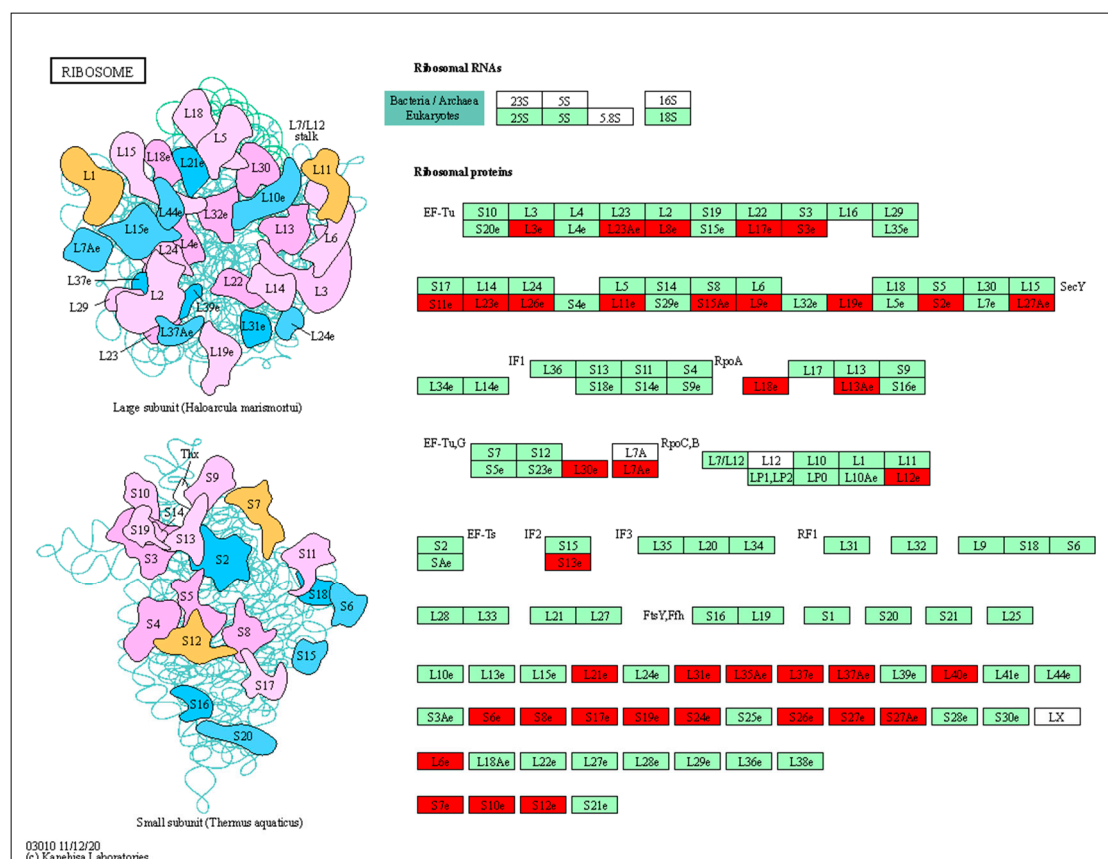 RIBOSOME
L18
L5
L7/L12
stalk
L15
L18e
L21e
L30
L11
L1
L10e
L44e
L32e
L15e
L13
L6
L7Ae
L4e
L24
L37e
L22
L14
L3
L2
L29
L39e
L31e
L24e
L37Ae
L23
L19e
Large subunit (Haloarcula marismortui)
Thx
S9
S10
S7
S14
S19
S13
S3
S2
S11
S5
S18
S6
S4
S12
S8
S15
S17
S16
S20
Small subunit (Thermus aquaticus)
03010 11/12/20
(c) Kanehisa Laboratories
Ribosomal RNAs
Bacteria / Archaea 23S 5S 16S
Eukaryotes 25S 5S 5.8S 18S
Ribosomal proteins
EF-Tu S10 L3 L4 L23 L2 S19 L22 S3 L16 L29
S20e L3e L4e L23Ae L8e S15e L17e S3e L35e
S17 L14 L24 L5 S14 S8 L6 L18 S5 L30 L15 SecY
S11e L23e L26e S4e L11e S29e S15Ae L9e L32e L19e L5e S2e L7e L27Ae
IF1 L36 S13 S11 S4 RpoA L17 L13 S9
L34e L14e S18e S14e S9e L18e L13Ae S16e
EF-Tu,G S7 S12 L7A RpoC,B L7/L12 L12 L10 L1 L11
S5e S23e L30e L7Ae LP1,LP2 LP0 L10Ae L12e
S2 EF-Ts IF2 S15 IF3 L35 L20 L34 RF1 L31 L32 L9 S18 S6
SAe S13e
L28 L33 L21 L27 FtsY,Ffh S16 L19 S1 S20 S21 L25
L10e L13e L15e L21e L24e L31e L35Ae L37e L37Ae L39e L40e L41e L44e
S3Ae S6e S8e S17e S19e S24e S25e S26e S27e S27Ae S28e S30e LX
L6e L18Ae L22e L27e L28e L29e L36e L38e
S7e S10e S12e S21e